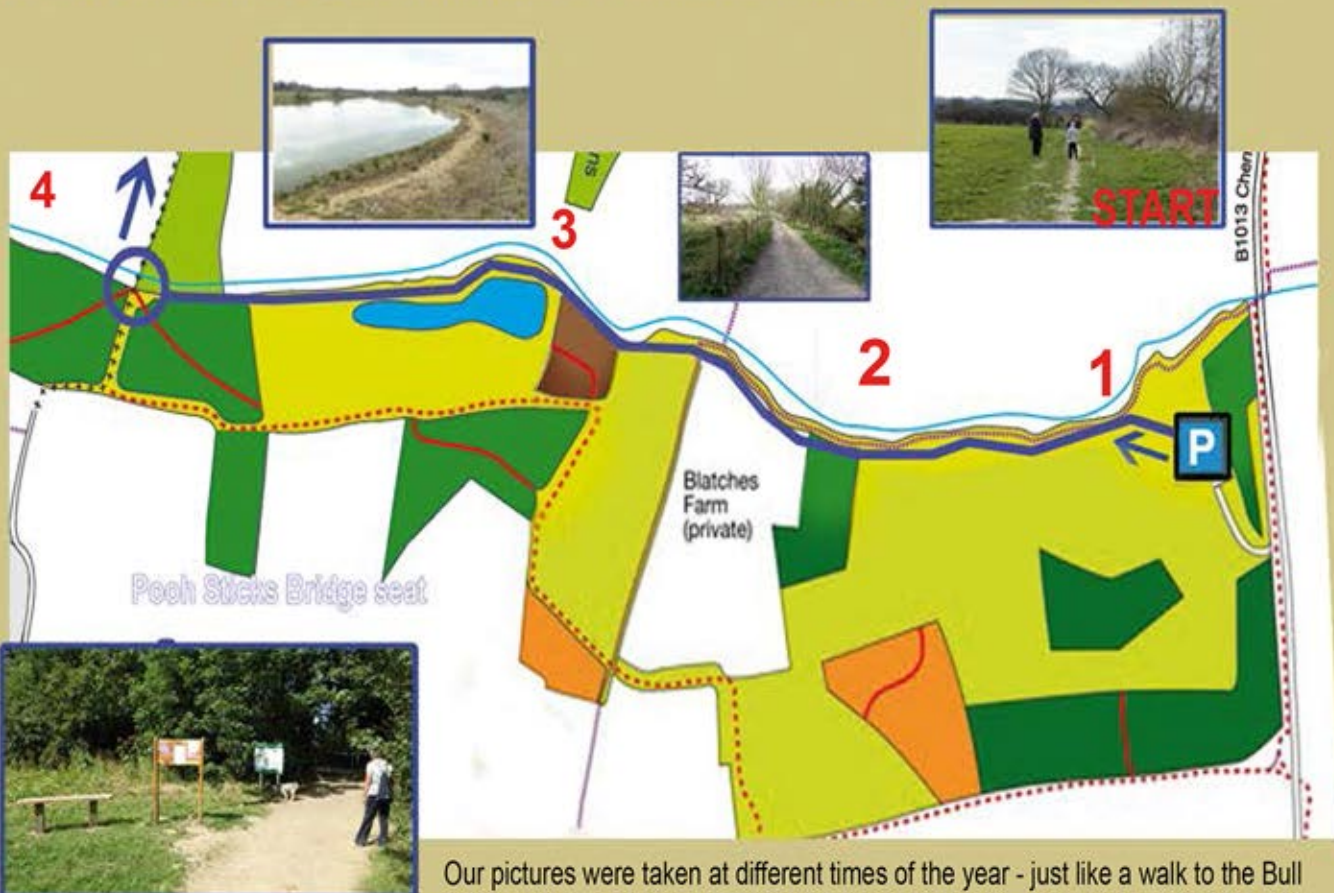 4
3
START
B1013 Chen
ns
2
1
P
Blatches
Farm
(private)
Pooh Sticks Bridge seat
Our pictures were taken at different times of the year - just like a walk to the Bull